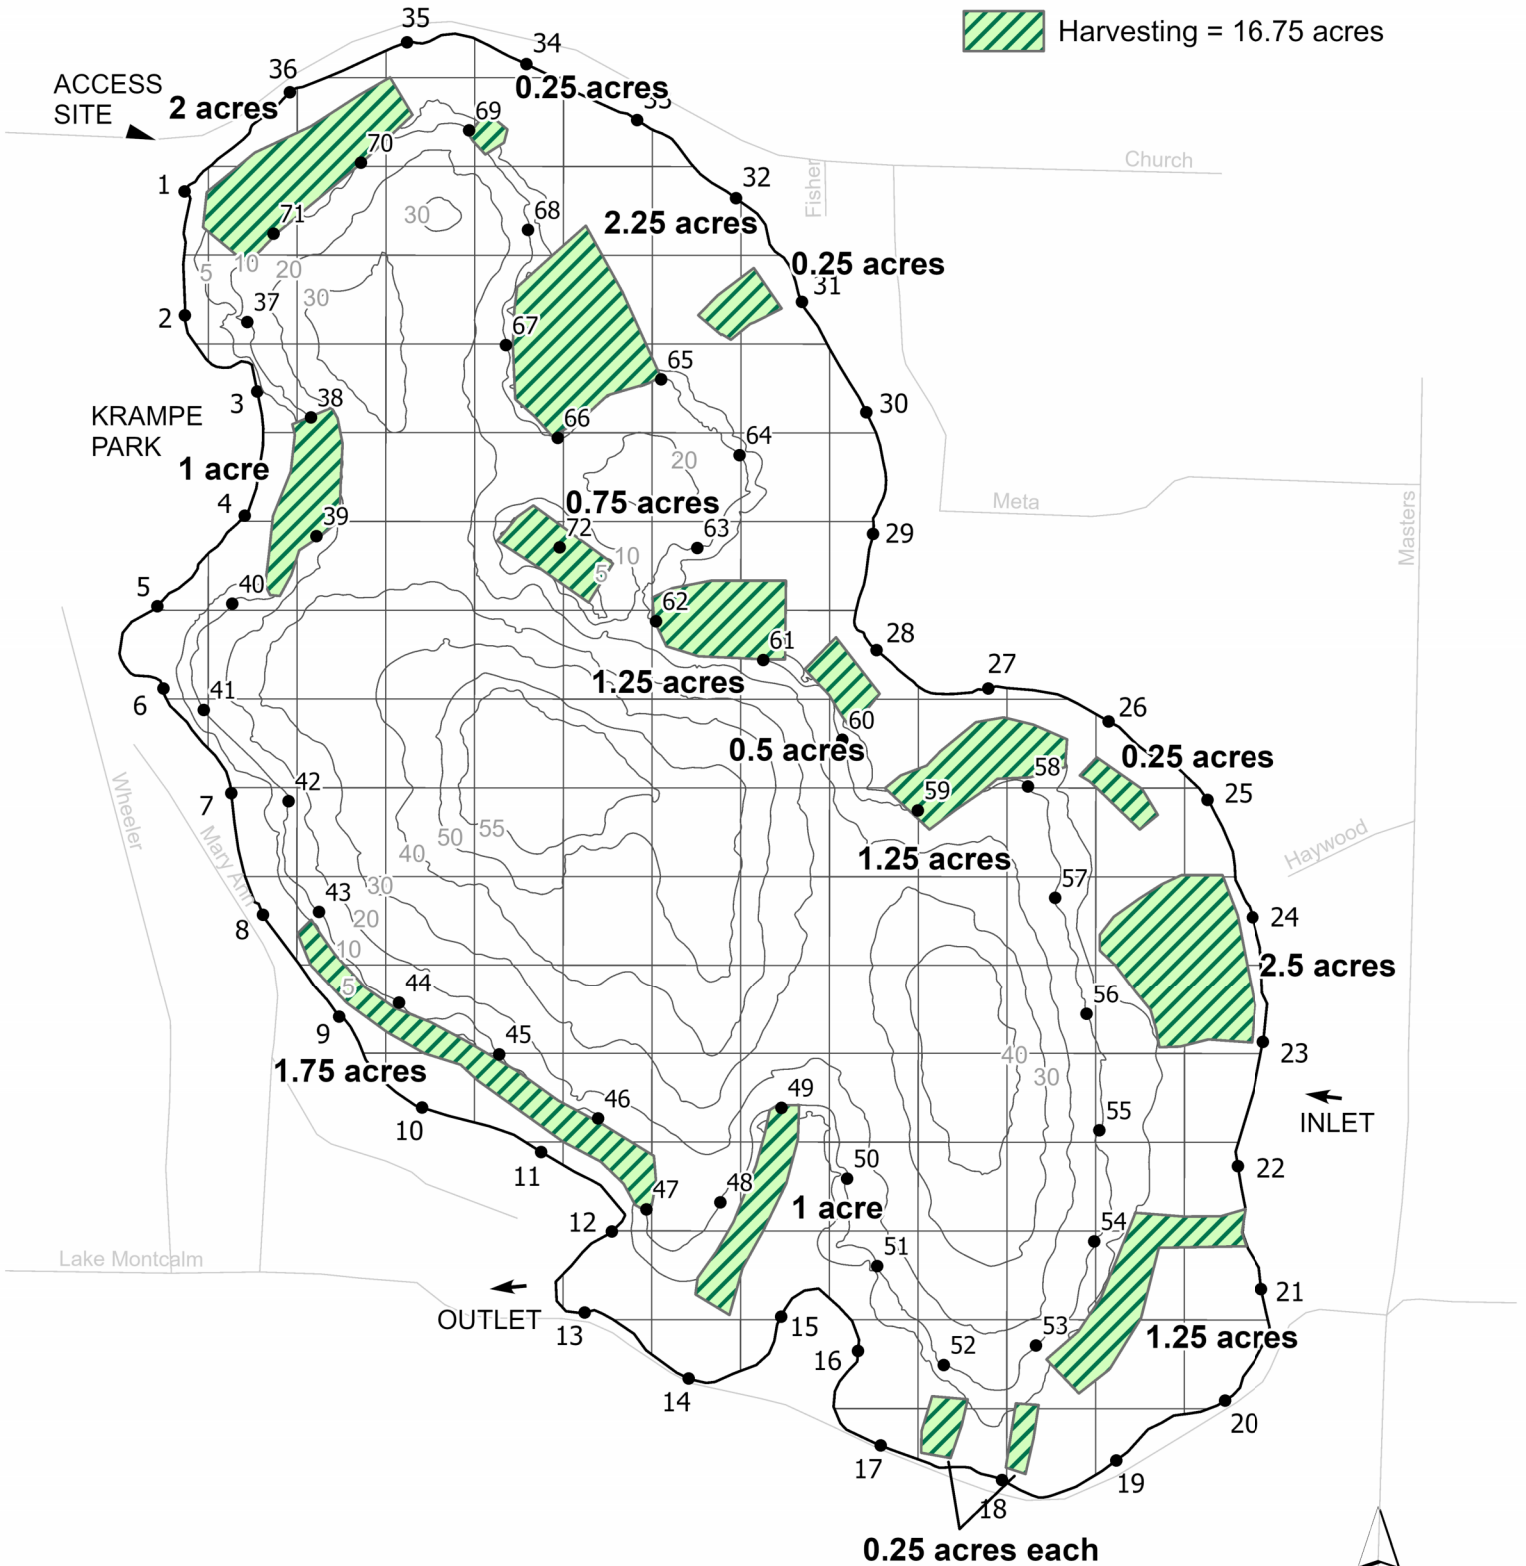 35
Harvesting = 16.75 acres
34
36
ACCESS
SITE
2 acres
0.25 acres
33
69
70
Church
1
32
Fisher
71
30
68
2.25 acres
5
10
20
0.25 acres
31
30
37
2
67
65
3
38
30
KRAMPE
PARK
66
64
1 acre
20
4
0.75 acres
Meta
Masters
39
72
63
29
10
5
5
40
62
28
61
27
1.25 acres
6
41
26
60
0.5 acres
0.25 acres
58
42
59
25
7
Wheeler
Mary Ann
50
55
40
1.25 acres
Haywood
30
57
43
20
24
8
10
2.5 acres
5
44
56
9
45
40
23
1.75 acres
30
49
46
55
10
INLET
11
50
22
47
48
1 acre
12
54
51
Lake Montcalm
21
OUTLET
13
15
53
1.25 acres
52
16
14
20
17
19
18
0.25 acres each